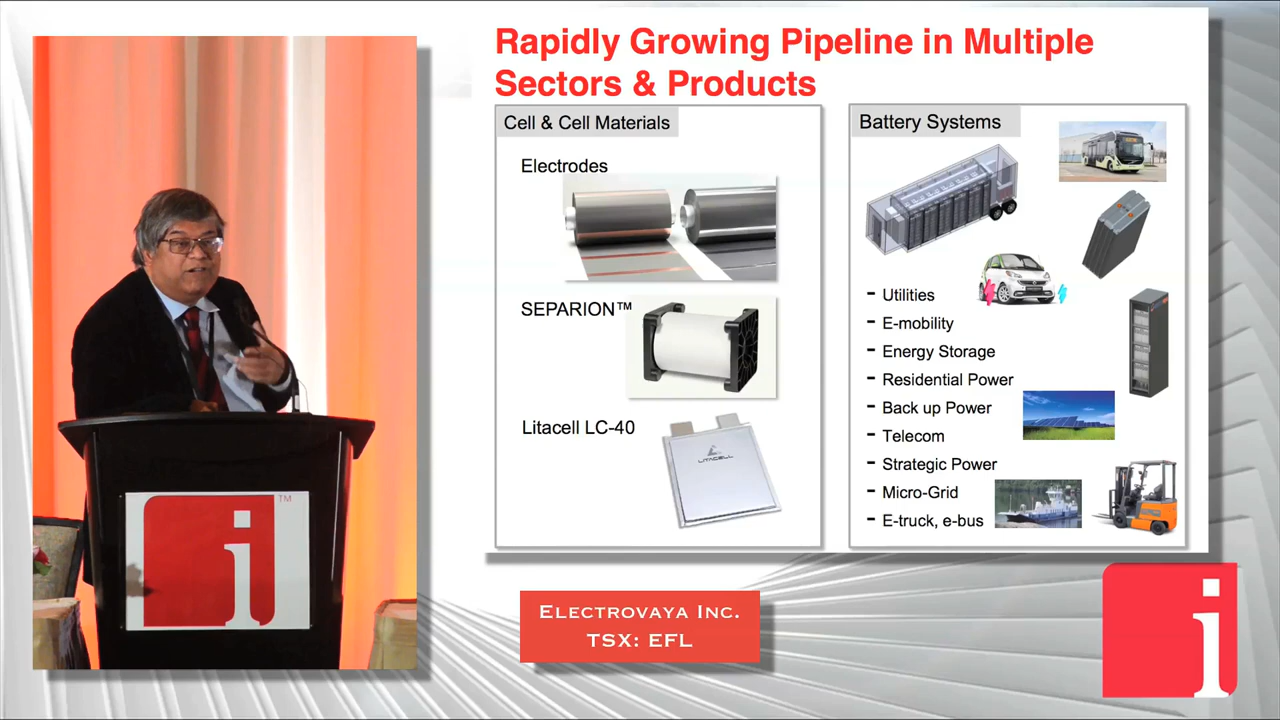 Rapidly Growing Pipeline in Multiple
Sectors & Products
Cell & Cell Materials
Electrodes
SEPARION™
Litacell LC-40
LITACELL
Battery Systems
- Utilities
- E-mobility
- Energy Storage
- Residential Power
- Back up Power
- Telecom
- Strategic Power
- Micro-Grid
- E-truck, e-bus
i
TM
Electrovaya Inc.
TSX: EFL
i